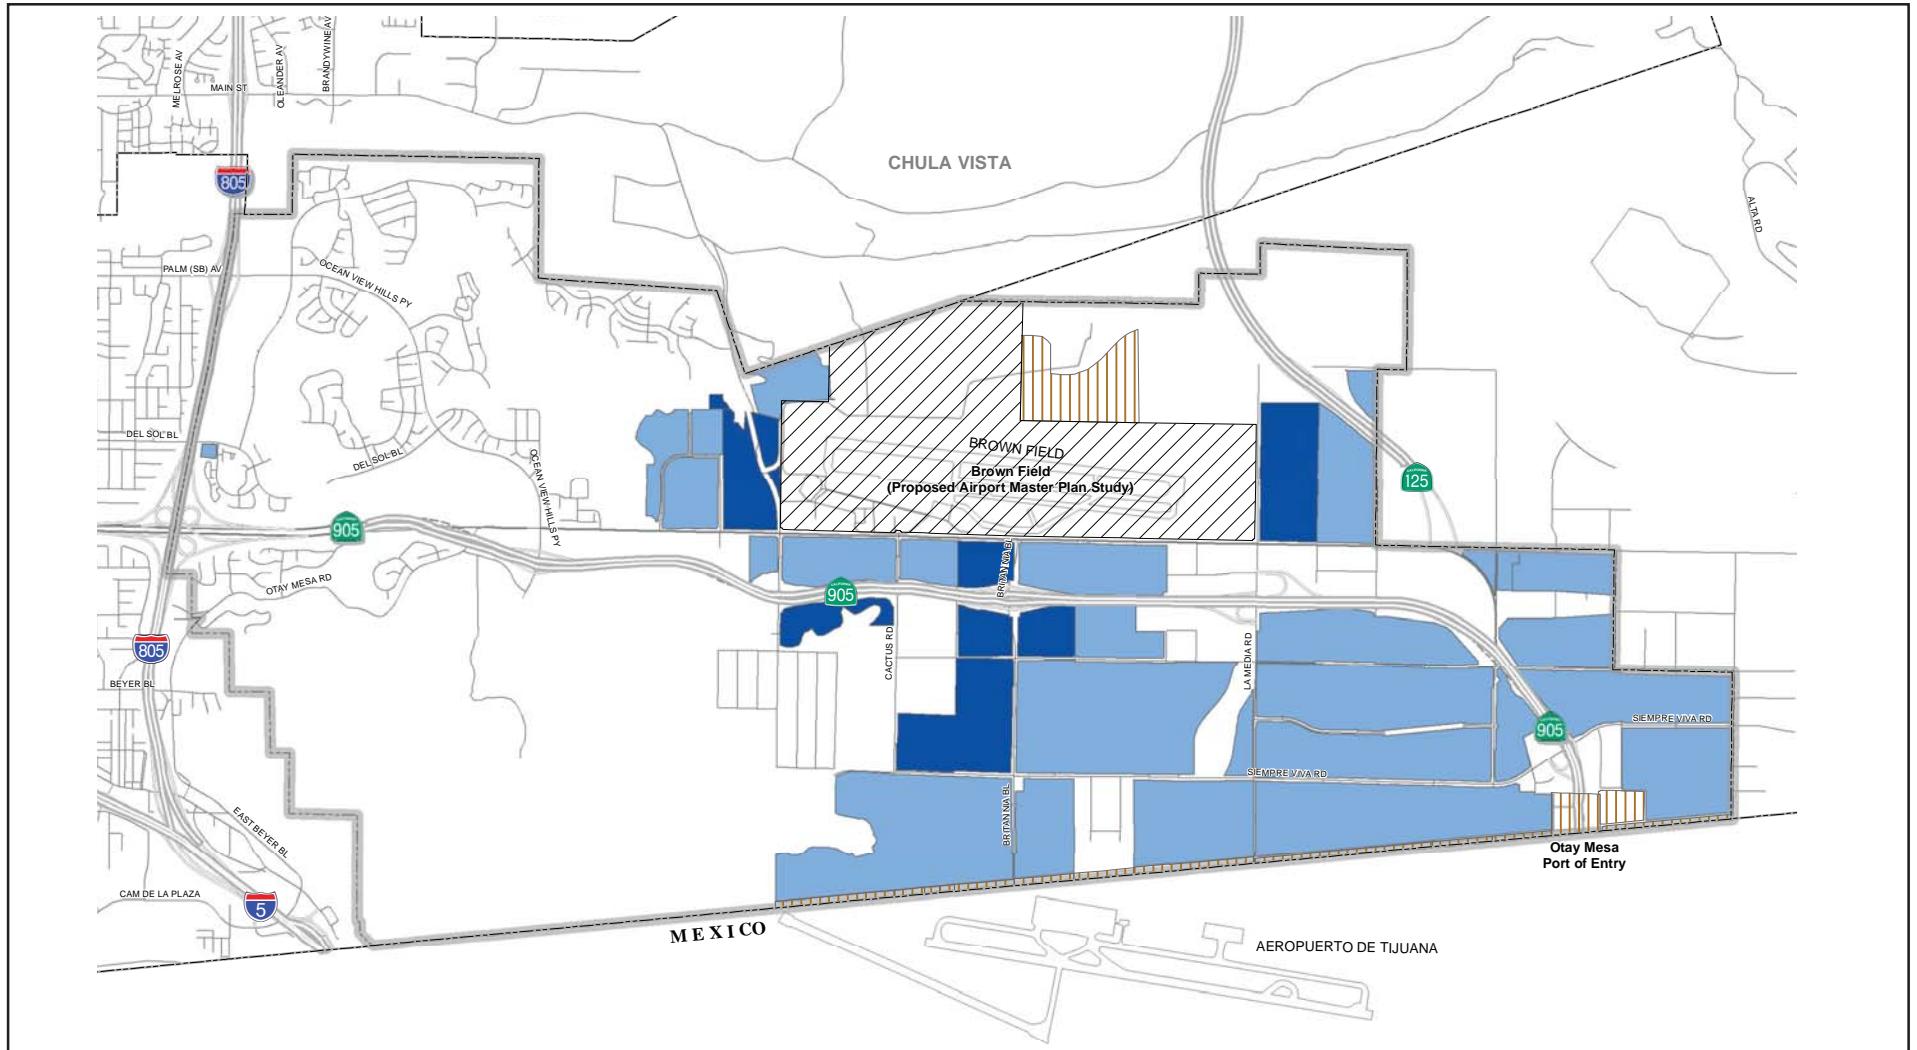 MELROSE AV
OLEANDER AV
BRANDYWINE AV
MAIN ST
CHULA VISTA
805
ALTA RD
PALM (SB) AV
OCEAN VIEW HILLS PY
DEL SOL BL
DEL SOL BL
OCEAN VIEW HILLS PY
BROWN FIELD
Brown Field
(Proposed Airport Master Plan Study)
CALIFORNIA
125
CALIFORNIA
905
BRITANNIA BL
OTAY MESA RD
CALIFORNIA
905
805
CACTUS RD
LA MEDIA RD
BEYER BL
SIEMPRE VIVA RD
CALIFORNIA
905
SIEMPRE VIVA RD
BRITANNIA BL
EAST BEYER BL
Otay Mesa
Port of Entry
CAM DE LA PLAZA
5
MEXICO
AEROPUERTO DE TIJUANA